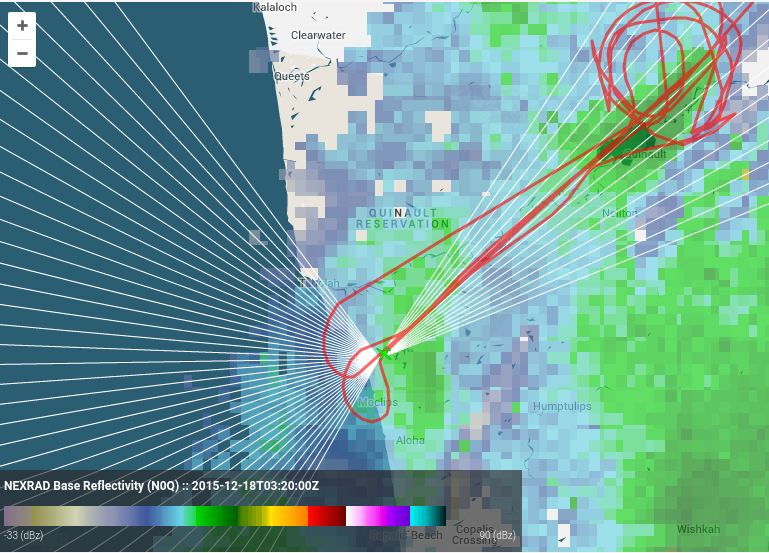 Kalaloch
+
Clearwater
−
Queets
Quinault
QUINAULT
RESERVATION
Neilton
Taholah
Moclips
Humptulips
Aloha
NEXRAD Base Reflectivity (N0Q) :: 2015-12-18T03:20:00Z
-33 (dBz)
Copalis Beach
Copalis
Crossing
90 (dBz)
Wishkah